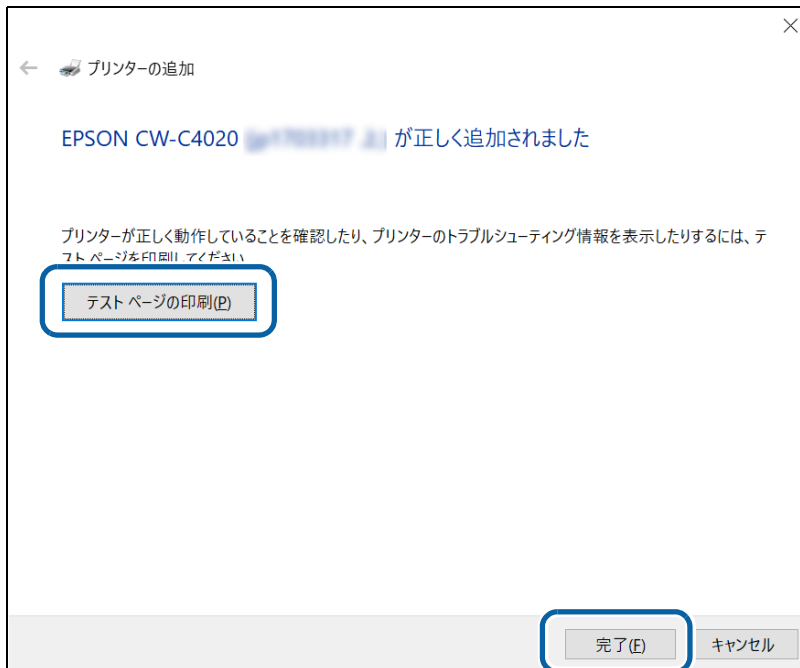 プリンターの追加
EPSON CW-C4020 が正しく追加されました
プリンターが正しく動作していることを確認したり、プリンターのトラブルシューティング情報を表示したりするには、テ
スト ページを印刷してください
テスト ページの印刷(P)
完了(F)
キャンセル